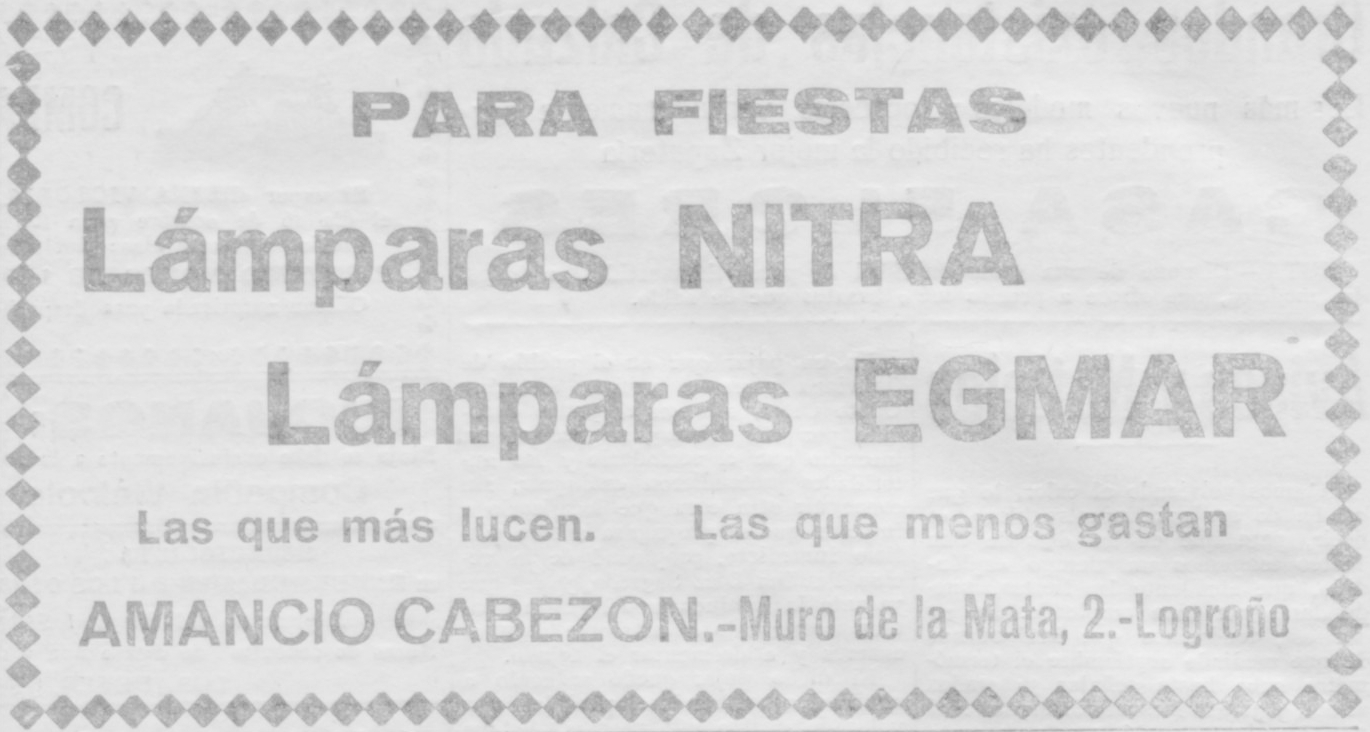 PARA FIESTAS
Lámparas NITRA
Lámparas EGMAR
Las que más lucen. Las que menos gastan
AMANCIO CABEZON.-Muro de la Mata, 2.-Logroño